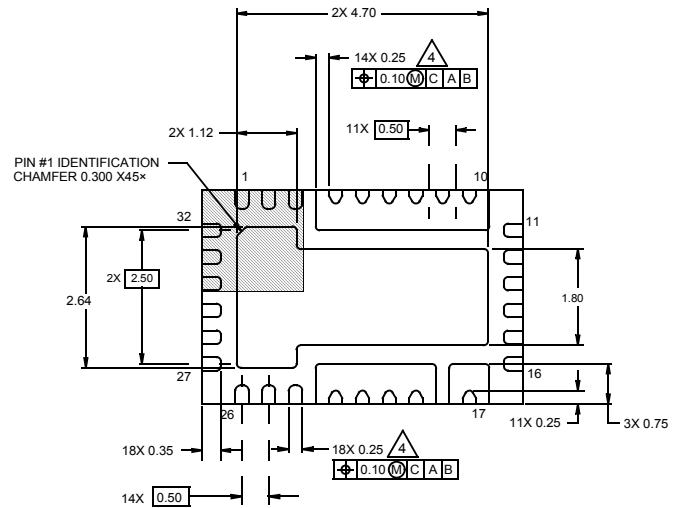 2X 4.70
14X 0.25 4
⌖ 0.10 Ⓜ C A B
2X 1.12
11X 0.50
PIN #1 IDENTIFICATION
CHAMFER 0.300 X45×
1
10
32
11
2X 2.50
2.64
1.80
27
16
26
17
11X 0.25
3X 0.75
18X 0.35
18X 0.25 4
⌖ 0.10 Ⓜ C A B
14X 0.50